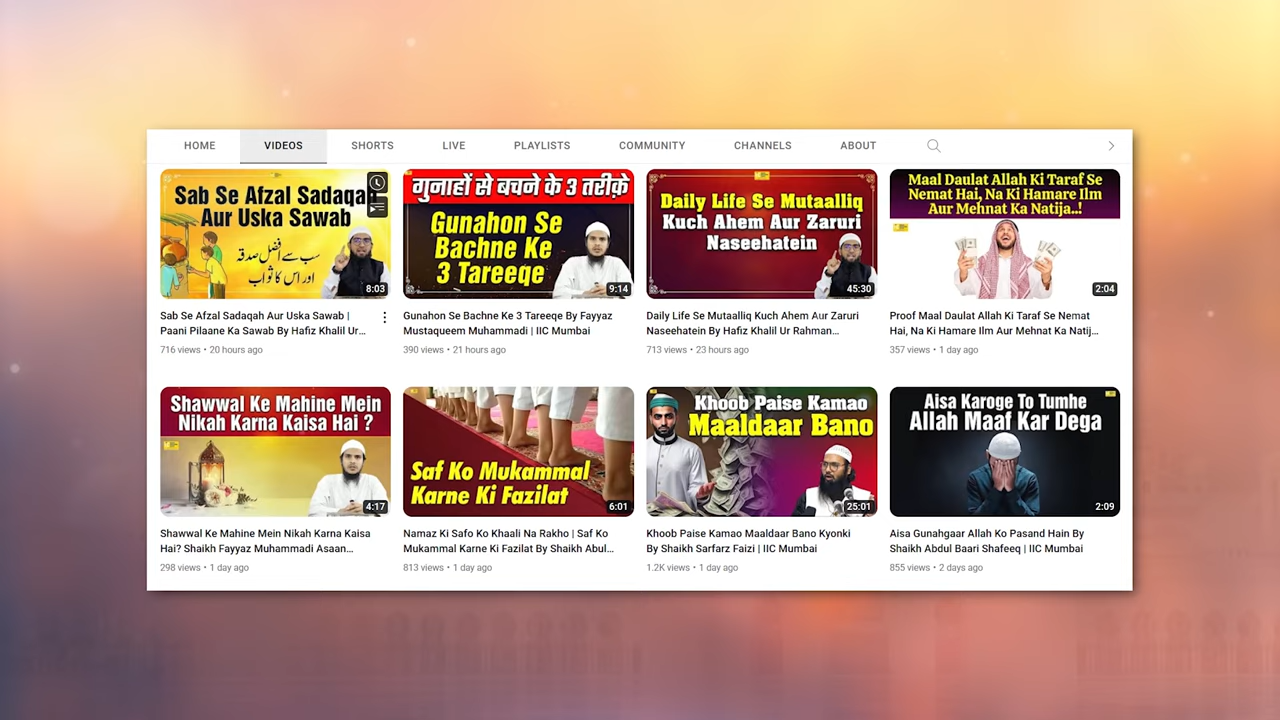 HOME VIDEOS SHORTS LIVE PLAYLISTS COMMUNITY CHANNELS ABOUT
Sab Se Afzal Sadaqah
Aur Uska Sawab
سب سے افضل صدقہ
اور اس کا ثواب
8:03
Sab Se Afzal Sadaqah Aur Uska Sawab |
Paani Pilaane Ka Sawab By Hafiz Khalil Ur...
716 views • 20 hours ago
गुनाहों से बचने के 3 तरीक़े
Gunahon Se
Bachne Ke
3 Tareeqe
9:14
Gunahon Se Bachne Ke 3 Tareeqe By Fayyaz
Mustaqueem Muhammadi | IIC Mumbai
390 views • 21 hours ago
Daily Life Se Mutaalliq
Kuch Ahem Aur Zaruri
Naseehatein
45:30
Daily Life Se Mutaalliq Kuch Ahem Aur Zaruri
Naseehatein By Hafiz Khalil Ur Rahman...
713 views • 23 hours ago
Maal Daulat Allah Ki Taraf Se
Nemat Hai, Na Ki Hamare Ilm
Aur Mehnat Ka Natija..!
2:04
Proof Maal Daulat Allah Ki Taraf Se Nemat
Hai, Na Ki Hamare Ilm Aur Mehnat Ka Natij...
357 views • 1 day ago
Shawwal Ke Mahine Mein
Nikah Karna Kaisa Hai ?
4:17
Shawwal Ke Mahine Mein Nikah Karna Kaisa
Hai? Shaikh Fayyaz Muhammadi Asaan...
298 views • 1 day ago
Saf Ko Mukammal
Karne Ki Fazilat
6:01
Namaz Ki Safo Ko Khaali Na Rakho | Saf Ko
Mukammal Karne Ki Fazilat By Shaikh Abul...
813 views • 1 day ago
Khoob Paise Kamao
Maaldaar Bano
25:01
Khoob Paise Kamao Maaldaar Bano Kyonki
By Shaikh Sarfarz Faizi | IIC Mumbai
1.2K views • 1 day ago
Aisa Karoge To Tumhe
Allah Maaf Kar Dega
2:09
Aisa Gunahgaar Allah Ko Pasand Hain By
Shaikh Abdul Baari Shafeeq | IIC Mumbai
855 views • 2 days ago